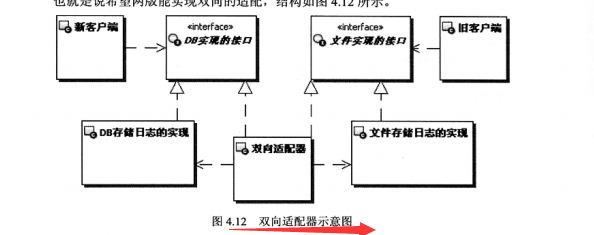 也就是说希望两版能实现双向的适配，结构如图 4.12 所示。
新客户端
«interface»
DB实现的接口
«interface»
文件实现的接口
旧客户端
DB存储日志的实现
双向适配器
文件存储日志的实现
图 4.12 双向适配器示意图